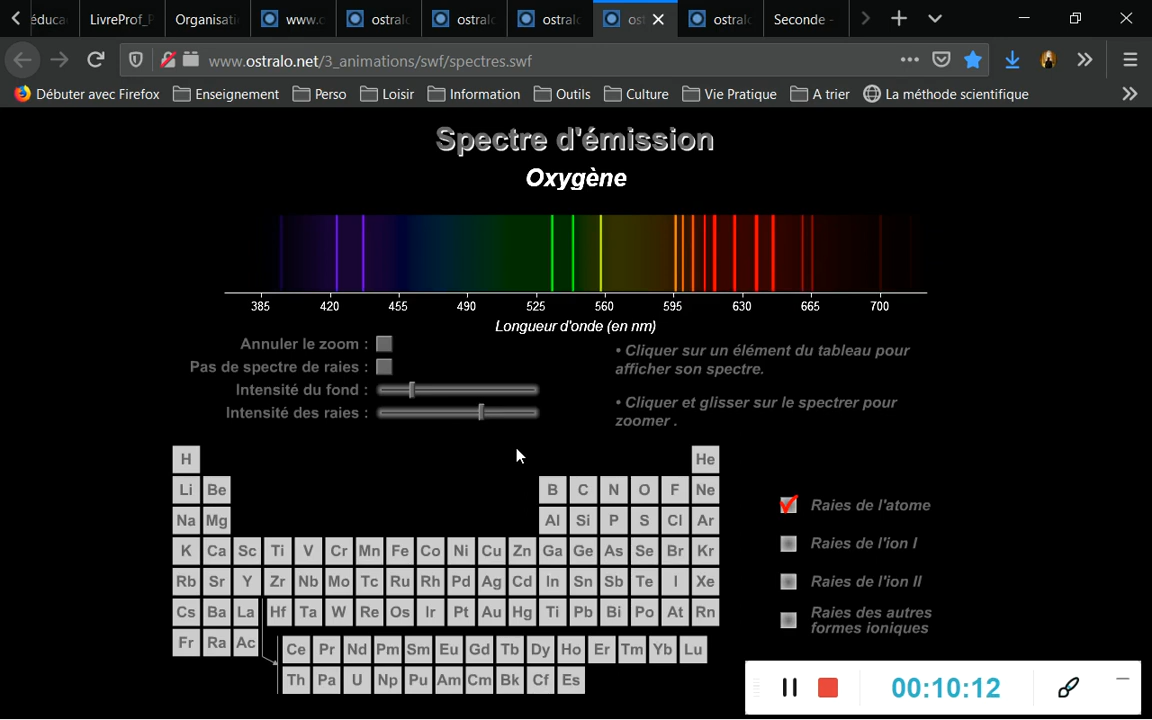 éduca
LivreProf_P
Organisati
www.o
ostralo
ostralo
ostralo
os
ostralo
Seconde -
www.ostralo.net/3_animations/swf/spectres.swf
Débuter avec Firefox Enseignement Perso Loisir Information Outils Culture Vie Pratique A trier La méthode scientifique
Spectre d'émission
Oxygène
385 420 455 490 525 560 595 630 665 700
Longueur d'onde (en nm)
Annuler le zoom :
Pas de spectre de raies :
Intensité du fond :
Intensité des raies :
• Cliquer sur un élément du tableau pour
afficher son spectre.
• Cliquer et glisser sur le spectrer pour
zoomer .
H He
Li Be B C N O F Ne
Na Mg Al Si P S Cl Ar
K Ca Sc Ti V Cr Mn Fe Co Ni Cu Zn Ga Ge As Se Br Kr
Rb Sr Y Zr Nb Mo Tc Ru Rh Pd Ag Cd In Sn Sb Te I Xe
Cs Ba La Hf Ta W Re Os Ir Pt Au Hg Ti Pb Bi Po At Rn
Fr Ra Ac
Ce Pr Nd Pm Sm Eu Gd Tb Dy Ho Er Tm Yb Lu
Th Pa U Np Pu Am Cm Bk Cf Es
Raies de l'atome
Raies de l'ion I
Raies de l'ion II
Raies des autres
formes ioniques
00:10:12